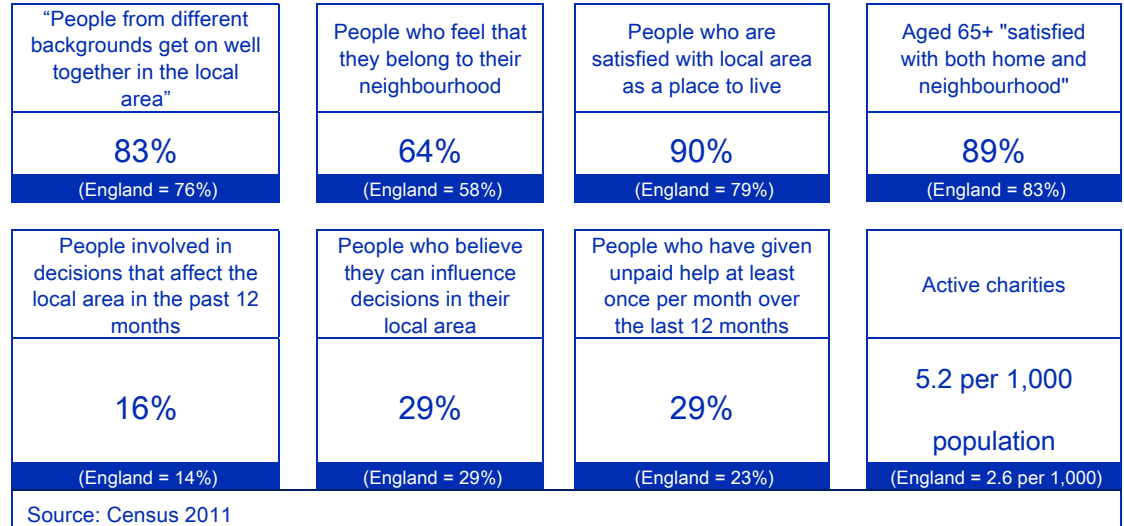 “People from different
backgrounds get on well
together in the local
area”
83%
(England = 76%)
People who feel that
they belong to their
neighbourhood
64%
(England = 58%)
People who are
satisfied with local area
as a place to live
90%
(England = 79%)
Aged 65+ "satisfied
with both home and
neighbourhood"
89%
(England = 83%)
People involved in
decisions that affect the
local area in the past 12
months
16%
(England = 14%)
People who believe
they can influence
decisions in their
local area
29%
(England = 29%)
People who have given
unpaid help at least
once per month over
the last 12 months
29%
(England = 23%)
Active charities
5.2 per 1,000
population
(England = 2.6 per 1,000)
Source: Census 2011